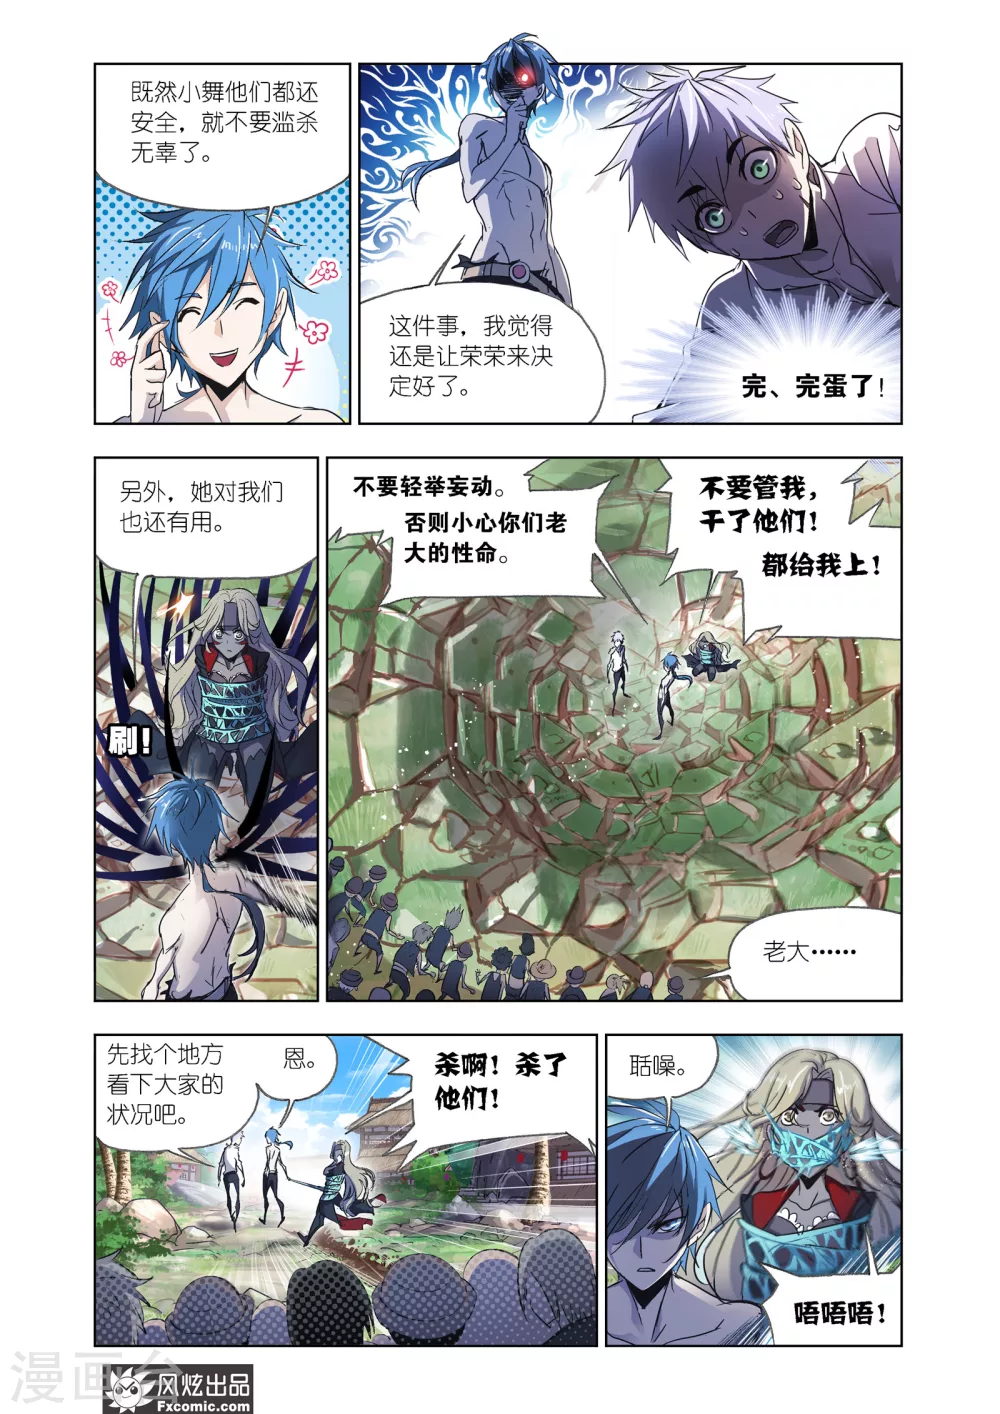 既然小舞他们都还
安全，就不要滥杀
无辜了。
这件事，我觉得
还是让荣荣来决
定好了。
完、完蛋了！
另外，她对我们
也还有用。
刷！
不要轻举妄动。
否则小心你们老
大的性命。
不要管我，
干了他们！
都给我上！
老大……
先找个地方
看下大家的
状况吧。
恩。
杀啊！杀了
他们！
聒噪。
唔唔唔！
漫画台
风炫出品
Fxcomic.com